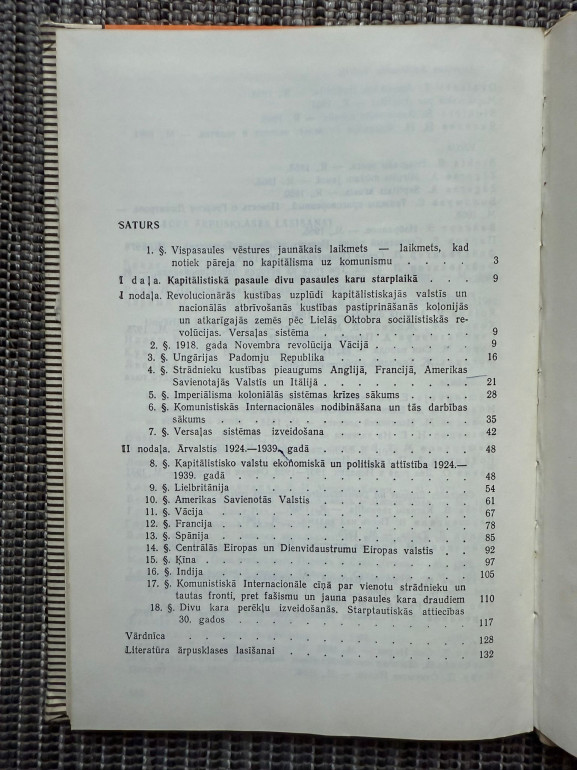 SATURS
1. §. Vispasaules vēstures jaunākais laikmets — laikmets, kad
notiek pāreja no kapitālisma uz komunismu . . . . 3
I daļa. Kapitālistiskā pasaule divu pasaules karu starplaikā . . . 9
I nodaļa. Revolucionārās kustības uzplūdi kapitālistiskajās valstīs un
nacionālās atbrīvošanās kustības pastiprināšanās kolonijās
un atkarīgajās zemēs pēc Lielās Oktobra sociālistiskās re-
volūcijas. Versaļas sistēma . . . . . . . 9
2. §. 1918. gada Novembra revolūcija Vācijā . . . . . 9
3. §. Ungārijas Padomju Republika . . . . . . . 16
4. §. Strādnieku kustības pieaugums Anglijā, Francijā, Amerikas
Savienotajās Valstīs un Itālijā . . . . . . . 21
5. §. Imperiālisma koloniālās sistēmas krīzes sākums . . . 28
6. §. Komunistiskās Internacionāles nodibināšana un tās darbības
sākums . . . . . . . . . . . . 35
7. §. Versaļas sistēmas izveidošana . . . . . . . 42
II nodaļa. Ārvalstis 1924.—1939. gadā . . . . . . . 48
8. §. Kapitālistisko valstu ekonomiskā un politiskā attīstība 1924.—
1939. gadā . . . . . . . . . . . 48
9. §. Lielbritānija . . . . . . . . . . . 54
10. §. Amerikas Savienotās Valstis . . . . . . . . 61
11. §. Vācija . . . . . . . . . . . . 67
12. §. Francija . . . . . . . . . . . . 78
13. §. Spānija . . . . . . . . . . . . 85
14. §. Centrālās Eiropas un Dienvidaustrumu Eiropas valstis . . 92
15. §. Ķīna . . . . . . . . . . . . 97
16. §. Indija . . . . . . . . . . . . 105
17. §. Komunistiskā Internacionāle cīņā par vienotu strādnieku un
tautas fronti, pret fašismu un jauna pasaules kara draudiem 110
18. §. Divu kara perēkļu izveidošanās. Starptautiskās attiecības
30. gados . . . . . . . . . . . . 117
Vārdnīca . . . . . . . . . . . . . 128
Literatūra ārpusklases lasīšanai . . . . . . . . . 132